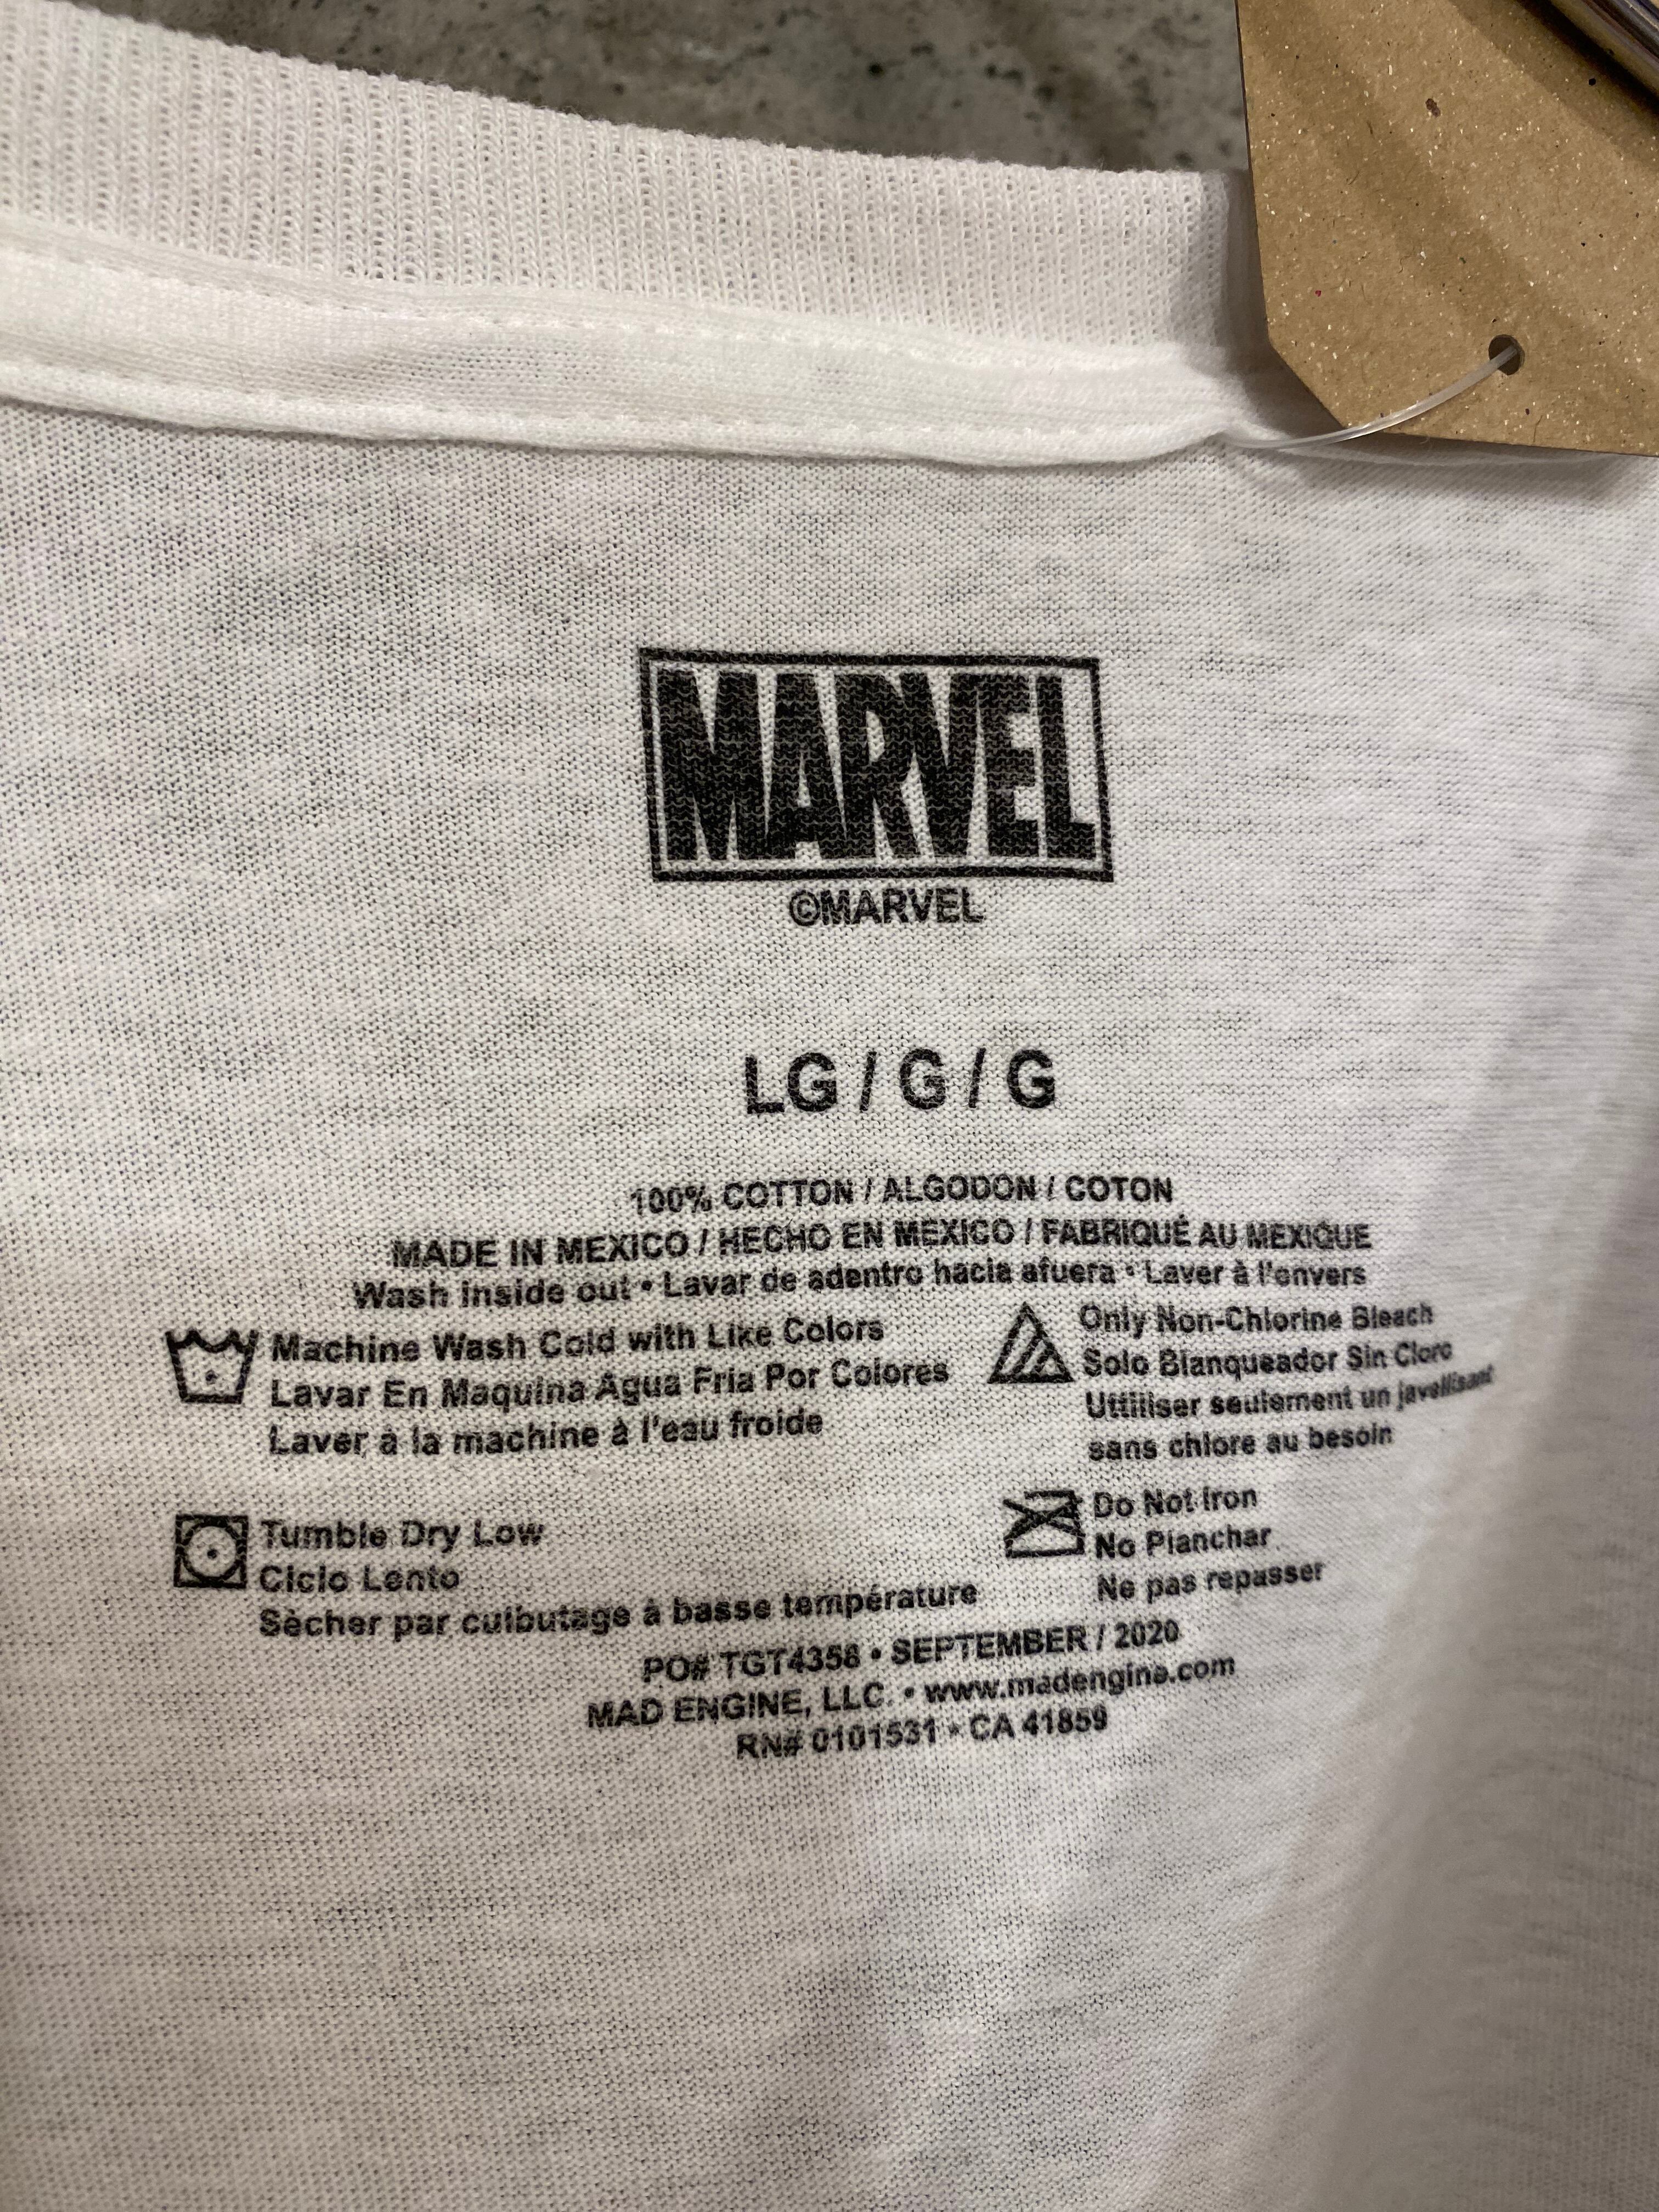 MARVEL
©MARVEL
LG / G / G
100% COTTON / ALGODON / COTON
MADE IN MEXICO / HECHO EN MEXICO / FABRIQUÉ AU MEXIQUE
Wash inside out • Lavar de adentro hacia afuera • Laver à l'envers
Machine Wash Cold with Like Colors
Lavar En Maquina Agua Fria Por Colores
Laver à la machine à l'eau froide
Only Non-Chlorine Bleach
Solo Blanqueador Sin Cloro
Uttiliser seulement un javellisant
sans chlore au besoin
Tumble Dry Low
Ciclo Lento
Sècher par culbutage à basse température
Do Not Iron
No Planchar
Ne pas repasser
PO# TGT4358 • SEPTEMBER / 2020
MAD ENGINE, LLC. • www.madengine.com
RN# 0101531 • CA 41859